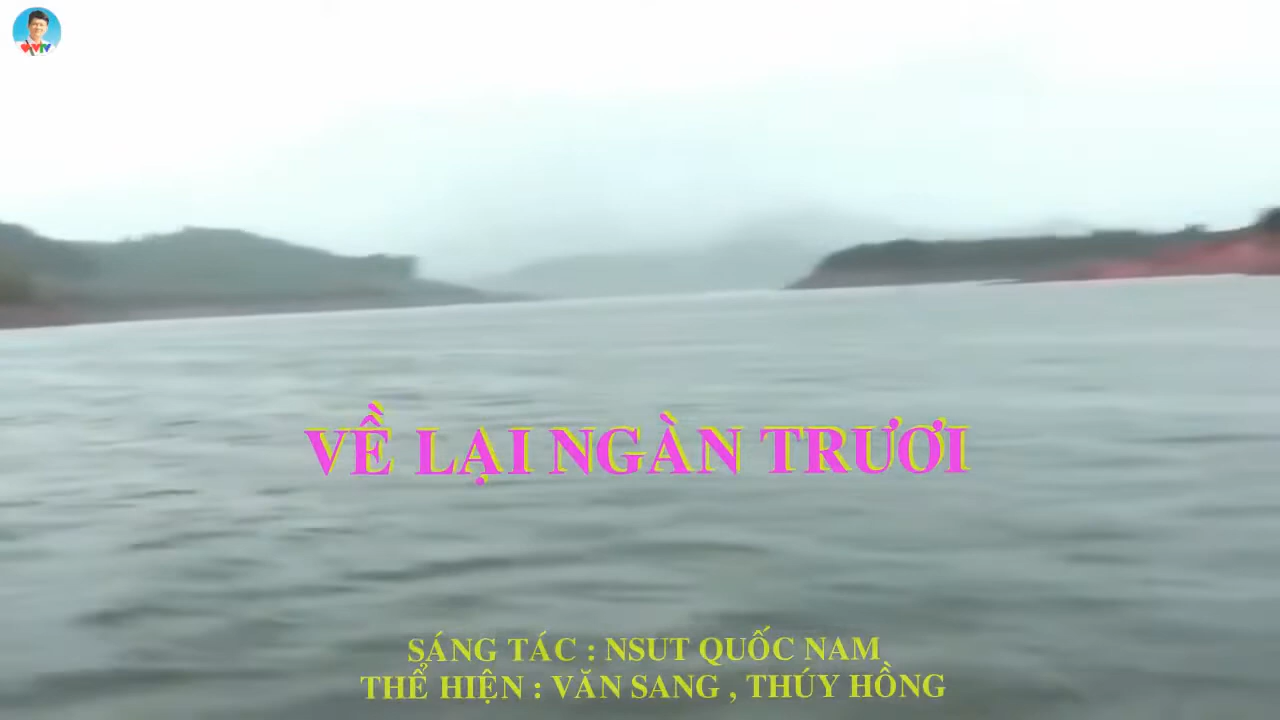 VỀ LẠI NGÀN TRƯƠI
SÁNG TÁC : NSUT QUỐC NAM
THỂ HIỆN : VĂN SANG , THÚY HỒNG